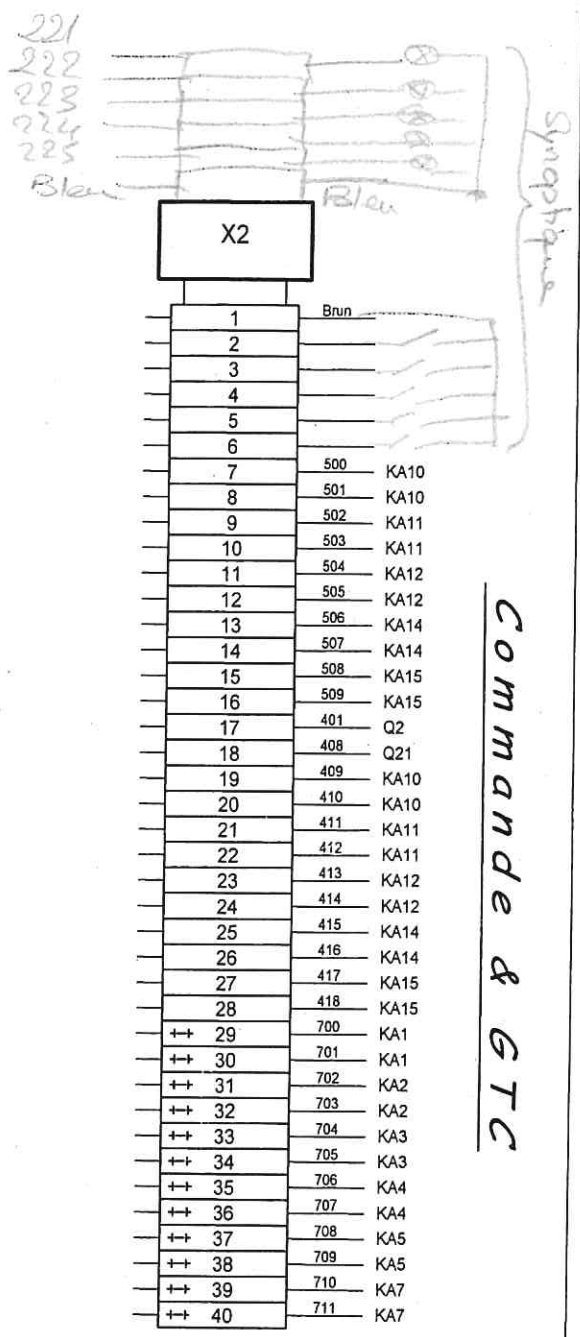 221
222
223
224
225
Bleu Bleu
Synoptique
X2
1 Brun
2
3
4
5
6
7 500 KA10
8 501 KA10
9 502 KA11
10 503 KA11
11 504 KA12
12 505 KA12
13 506 KA14
14 507 KA14
15 508 KA15
16 509 KA15
17 401 Q2
18 408 Q21
19 409 KA10
20 410 KA10
21 411 KA11
22 412 KA11
23 413 KA12
24 414 KA12
25 415 KA14
26 416 KA14
27 417 KA15
28 418 KA15
29 700 KA1
30 701 KA1
31 702 KA2
32 703 KA2
33 704 KA3
34 705 KA3
35 706 KA4
36 707 KA4
37 708 KA5
38 709 KA5
39 710 KA7
40 711 KA7
Commande & GTC